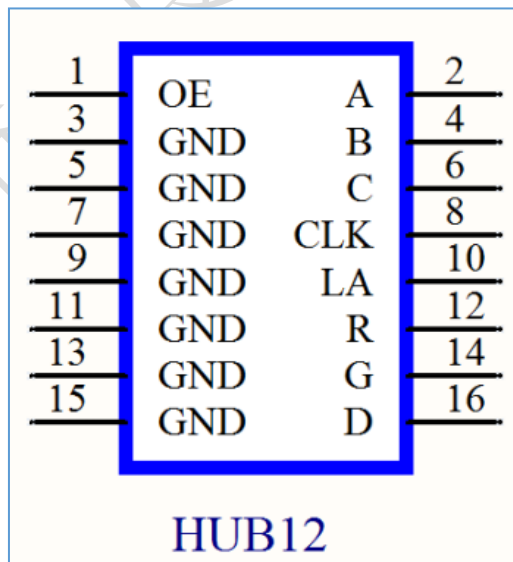 1 OE A 2
3 GND B 4
5 GND C 6
7 GND CLK 8
9 GND LA 10
11 GND R 12
13 GND G 14
15 GND D 16
HUB12